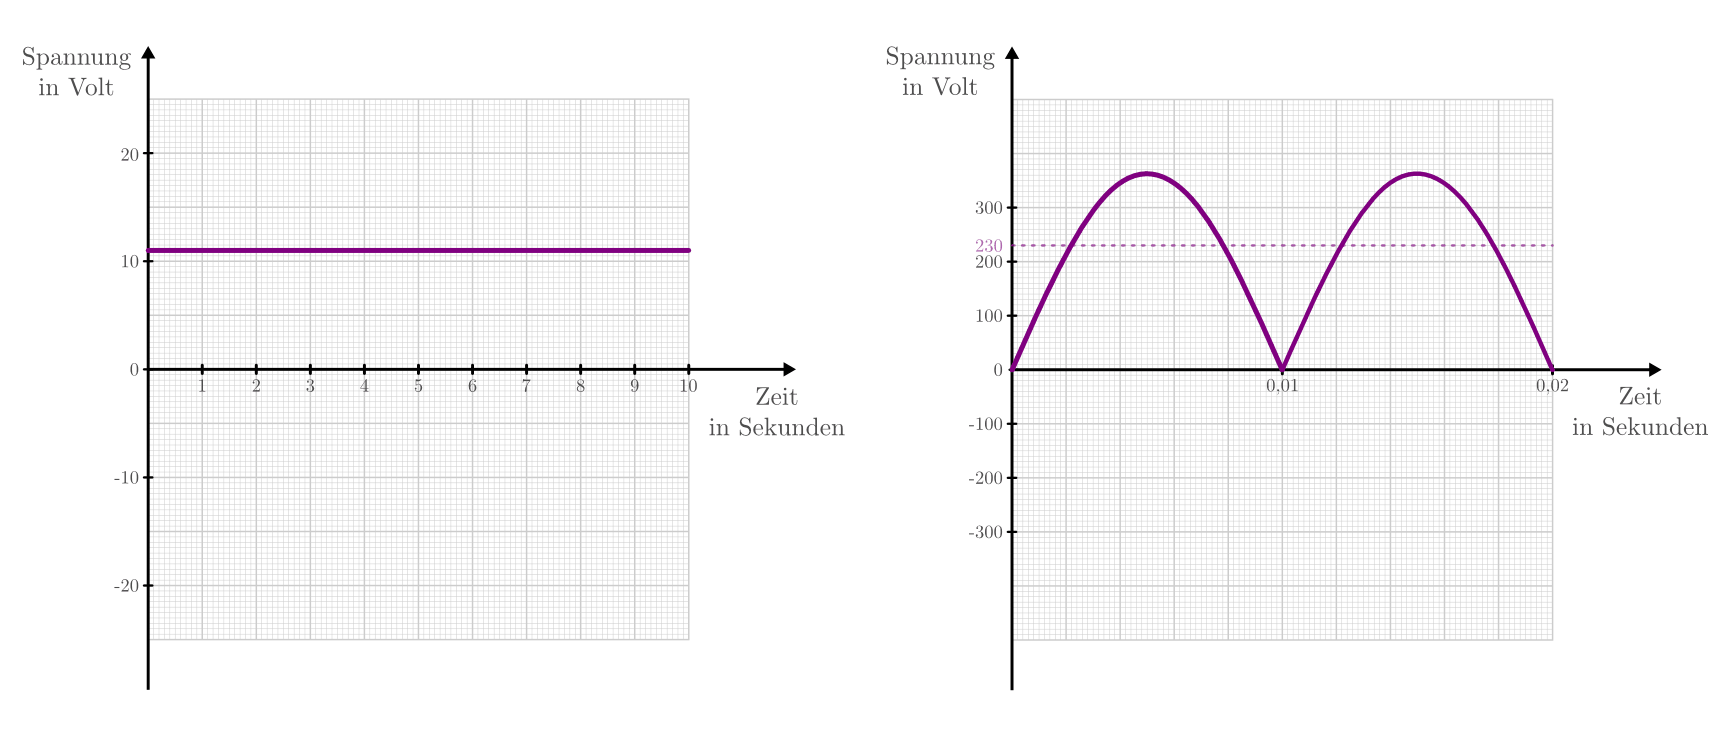 Spannung
in Volt
20
10
0
-10
-20
1 2 3 4 5 6 7 8 9 10
Zeit
in Sekunden
Spannung
in Volt
300
230
200
100
0
-100
-200
-300
0,01 0,02
Zeit
in Sekunden